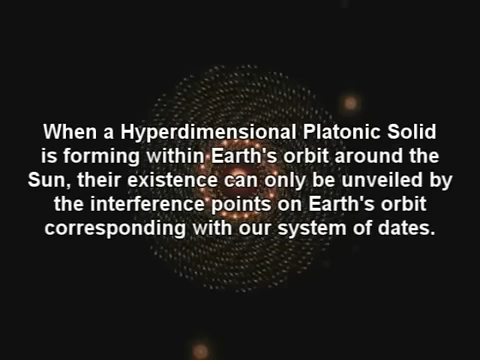 When a Hyperdimensional Platonic Solid
is forming within Earth's orbit around the
Sun, their existence can only be unveiled by
the interference points on Earth's orbit
corresponding with our system of dates.